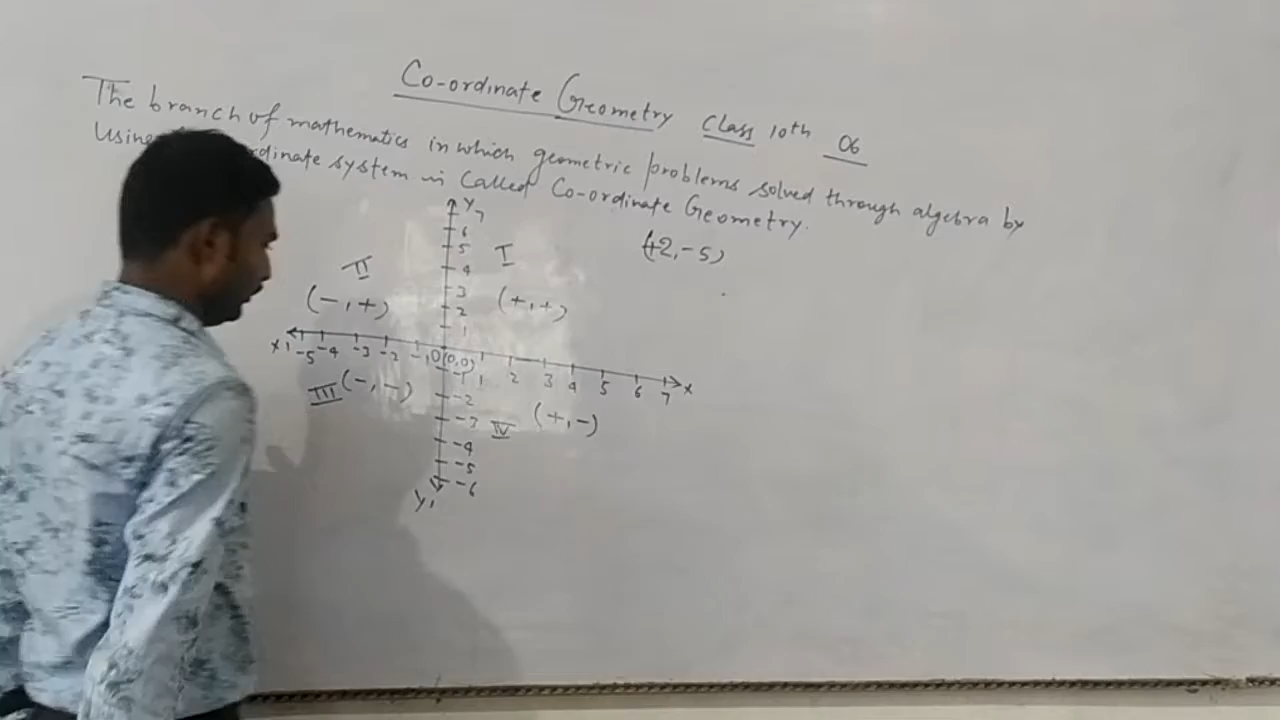 Co-ordinate Geometry Class 10th 06
The branch of mathematics in which geometric problems solved through algebra by
Using ordinate system is Called Co-ordinate Geometry.
(+2,-5)
Y
7
6
5
4
3
2
1
II
I
(-,+)
(+,+)
X' -5 -4 -3 -2 -1 O(0,0) 1 2 3 4 5 6 7 X
III (-,-)
IV (+,-)
-1
-2
-3
-4
-5
-6
Y'